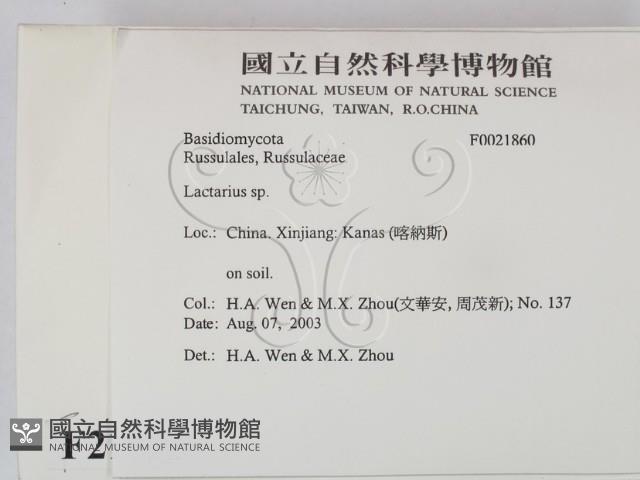 國立自然科學博物館
NATIONAL MUSEUM OF NATURAL SCIENCE
TAICHUNG, TAIWAN, R.O.CHINA
Basidiomycota F0021860
Russulales, Russulaceae
Lactarius sp.
Loc.: China. Xinjiang: Kanas (喀納斯)
on soil.
Col.: H.A. Wen & M.X. Zhou(文華安, 周茂新); No. 137
Date: Aug. 07, 2003
Det.: H.A. Wen & M.X. Zhou
國立自然科學博物館
NATIONAL MUSEUM OF NATURAL SCIENCE
F2